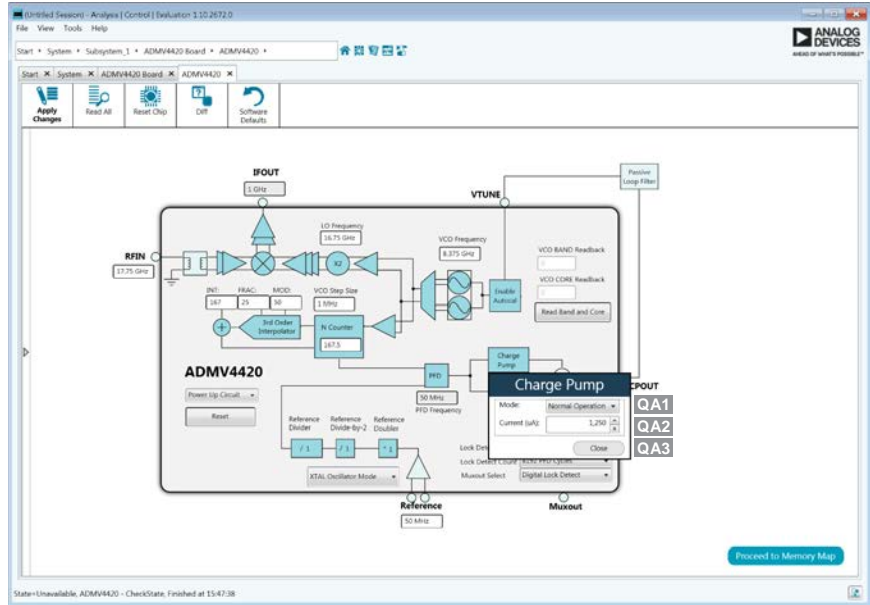 (Untitled Session) - Analysis | Control | Evaluation 1.10.2672.0
File View Tools Help
ANALOG
DEVICES
AHEAD OF WHAT'S POSSIBLE™
Start • System • Subsystem_1 • ADMV4420 Board • ADMV4420 •
Start × System × ADMV4420 Board × ADMV4420 ×
Apply
Changes
Read All
Reset Chip
Diff
Software
Defaults
IFOUT
1 GHz
VTUNE
Passive
Loop Filter
RFIN
17.75 GHz
LO Frequency
16.75 GHz
X2
VCO Frequency
8.375 GHz
VCO BAND Readback
0
VCO CORE Readback
0
Enable
Autocal
Read Band and Core
INT: FRAC: MOD:
167 25 50
VCO Step Size
1 MHz
3rd Order
Interpolator
N Counter
167.5
ADMV4420
Power Up Circuit
Reset
PFD
50 MHz
PFD Frequency
Charge
Pump
CPOUT
Charge Pump
Mode: Normal Operation
QA1
Current (uA): 1,250
QA2
Close
QA3
Reference
Divider
Reference
Divide-by-2
Reference
Doubler
/ 1
/ 1
* 1
XTAL Oscillator Mode
Lock Det
Lock Detect Count
PFD Cycles
Muxout Select Digital Lock Detect
Reference
50 MHz
Muxout
Proceed to Memory Map
State=Unavailable, ADMV4420 - CheckState, Finished at 15:47:38